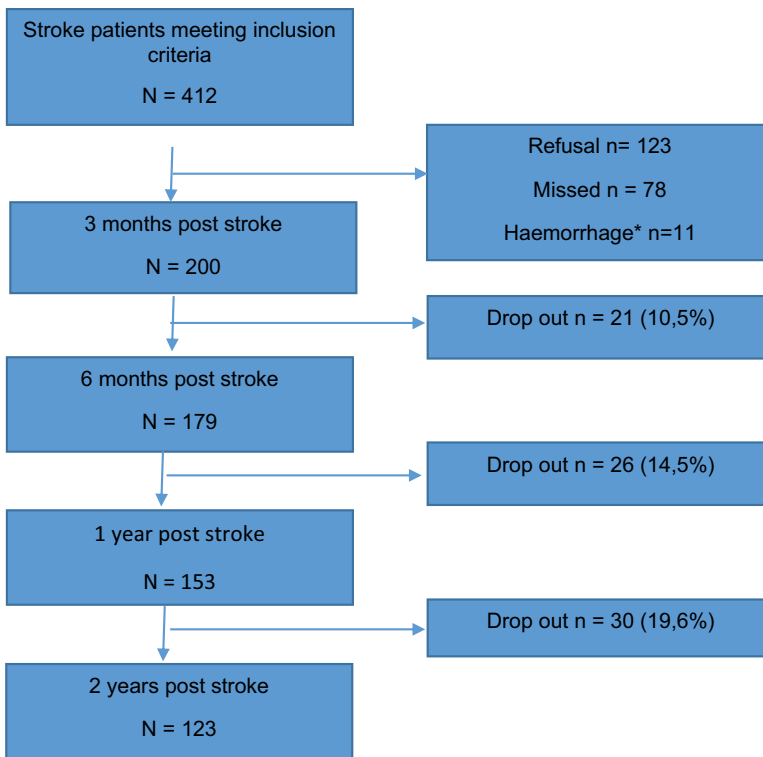 Stroke patients meeting inclusion
criteria
N = 412
Refusal n= 123
Missed n = 78
Haemorrhage* n=11
3 months post stroke
N = 200
Drop out n = 21 (10,5%)
6 months post stroke
N = 179
Drop out n = 26 (14,5%)
1 year post stroke
N = 153
Drop out n = 30 (19,6%)
2 years post stroke
N = 123